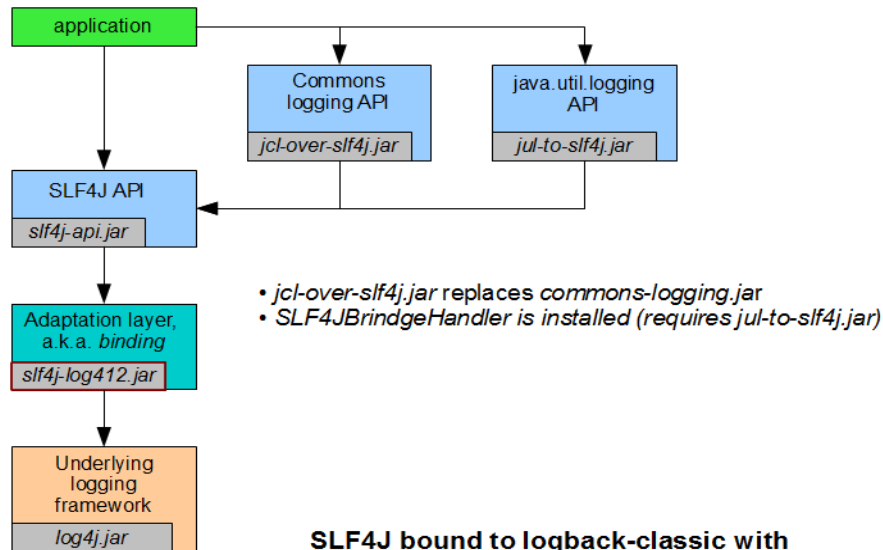 application
Commons
logging API
jcl-over-slf4j.jar
java.util.logging
API
jul-to-slf4j.jar
SLF4J API
slf4j-api.jar
• jcl-over-slf4j.jar replaces commons-logging.jar
• SLF4JBrindgeHandler is installed (requires jul-to-slf4j.jar)
Adaptation layer,
a.k.a. binding
slf4j-log412.jar
Underlying
logging
framework
log4j.jar
SLF4J bound to logback-classic with